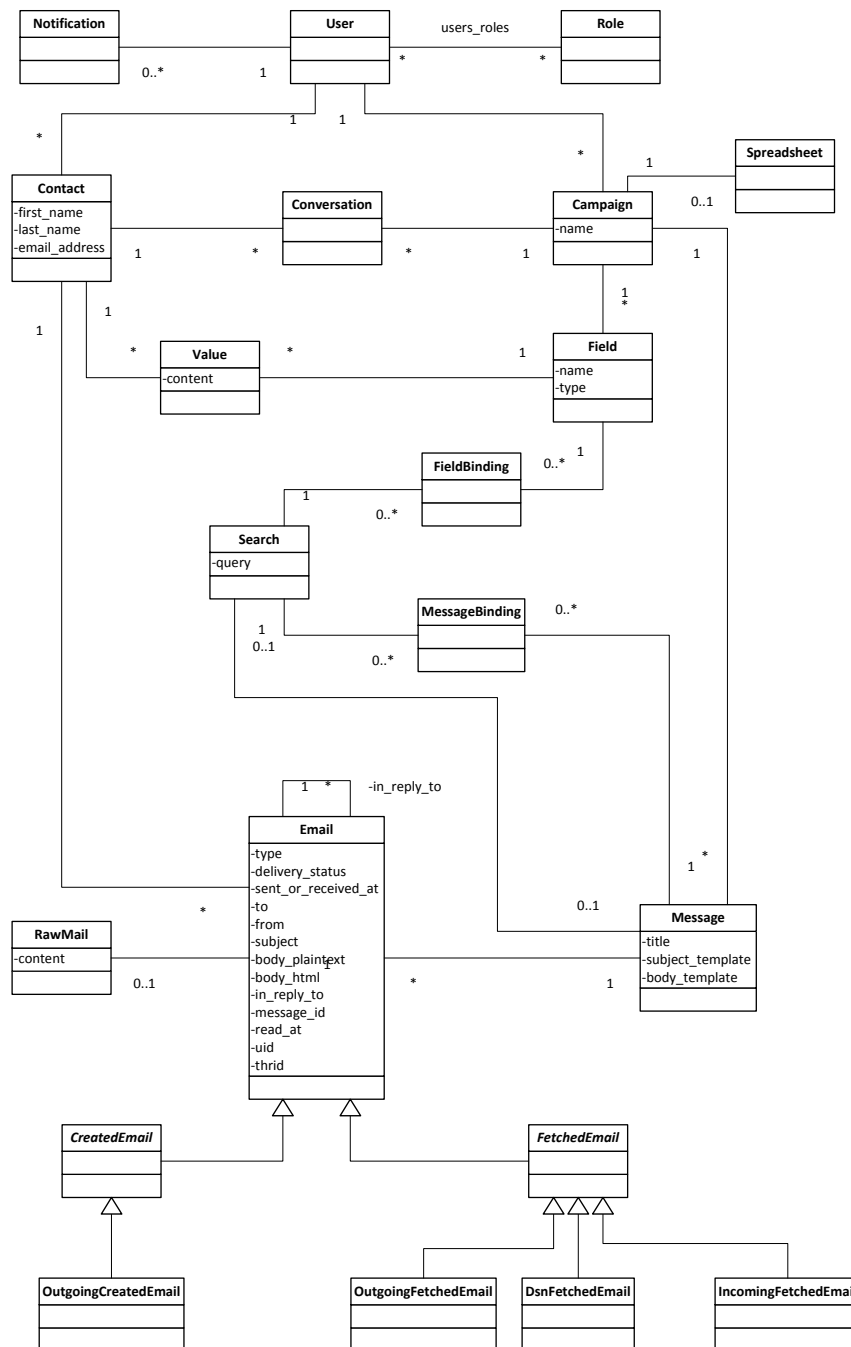 Notification
User
users_roles
Role
0..*
1
*
*
1
1
*
*
1
Spreadsheet
0..1
Contact
-first_name
-last_name
-email_address
Conversation
Campaign
-name
1
*
*
1
1
1
*
1
1
*
Value
-content
*
1
Field
-name
-type
1
0..*
FieldBinding
1
0..*
Search
-query
MessageBinding
0..*
1
0..1
0..*
1
*
-in_reply_to
Email
-type
-delivery_status
-sent_or_received_at
-to
-from
-subject
-body_plaintext
-body_html
-in_reply_to
-message_id
-read_at
-uid
-thrid
1
*
1
*
0..1
RawMail
-content
0..1
Message
-title
-subject_template
-body_template
*
1
CreatedEmail
FetchedEmail
OutgoingCreatedEmail
OutgoingFetchedEmail
DsnFetchedEmail
IncomingFetchedEmail